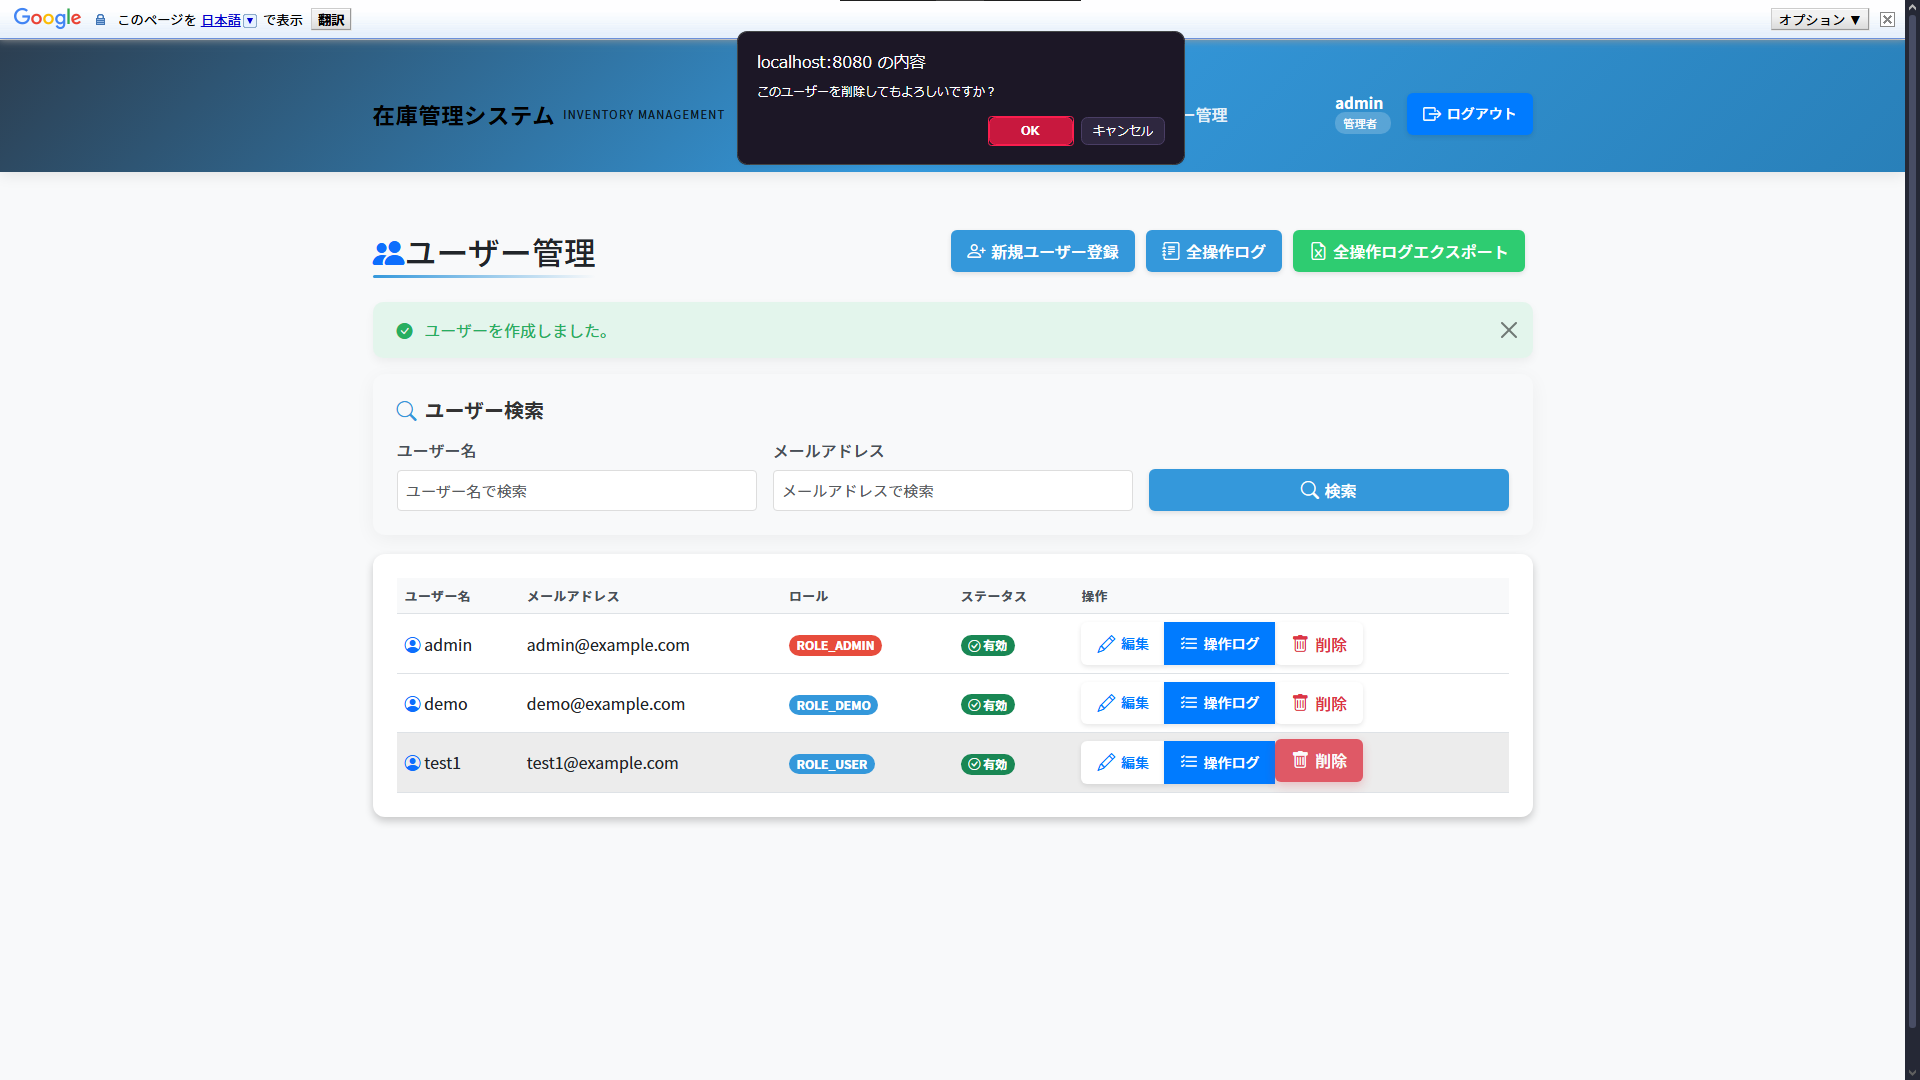 Google このページを 日本語 で表示 翻訳 オプション ▼
localhost:8080 の内容
このユーザーを削除してもよろしいですか？
OK キャンセル
在庫管理システム INVENTORY MANAGEMENT
ー管理
admin
管理者
ログアウト
ユーザー管理
新規ユーザー登録 全操作ログ 全操作ログエクスポート
ユーザーを作成しました。
ユーザー検索
ユーザー名 メールアドレス
ユーザー名で検索 メールアドレスで検索 検索
ユーザー名 メールアドレス ロール ステータス 操作
admin admin@example.com ROLE_ADMIN 有効 編集 操作ログ 削除
demo demo@example.com ROLE_DEMO 有効 編集 操作ログ 削除
test1 test1@example.com ROLE_USER 有効 編集 操作ログ 削除